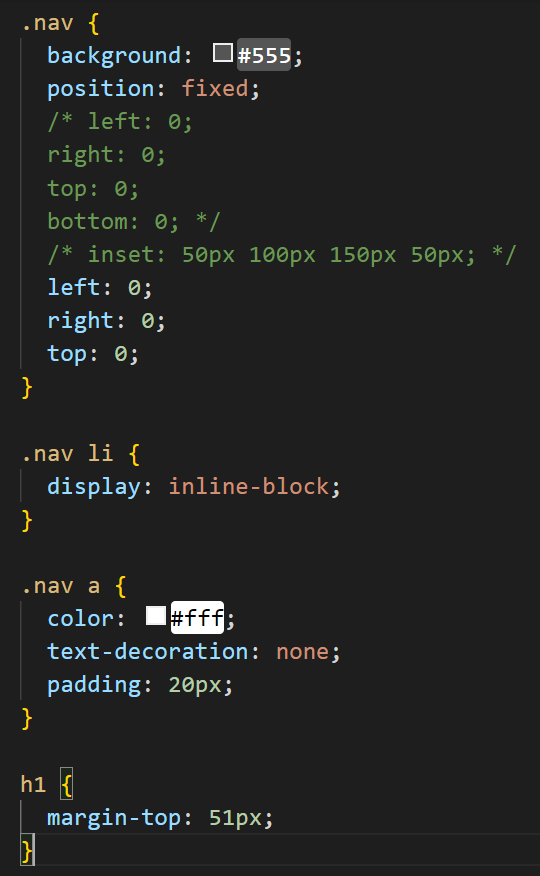 .nav {
background: #555;
position: fixed;
/* left: 0;
right: 0;
top: 0;
bottom: 0; */
/* inset: 50px 100px 150px 50px; */
left: 0;
right: 0;
top: 0;
}
.nav li {
display: inline-block;
}
.nav a {
color: #fff;
text-decoration: none;
padding: 20px;
}
h1 {
margin-top: 51px;
}